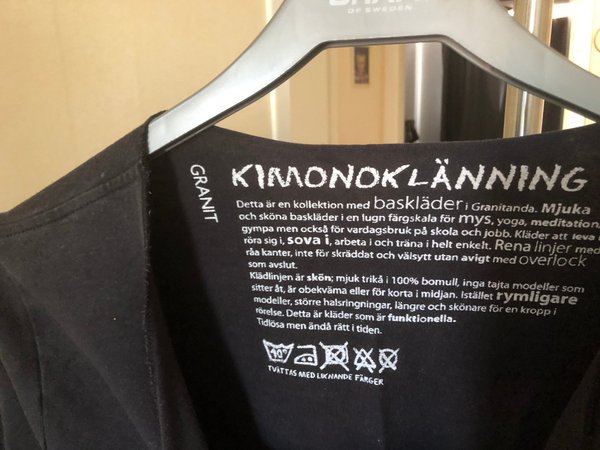 OF SWEDEN
GRANIT
KIMONOKLÄNNING
Detta är en kollektion med baskläder i Granitanda. Mjuka
och sköna baskläder i en lugn färgskala för mys, yoga, meditation,
gympa men också för vardagsbruk på skola och jobb. Kläder att leva i
röra sig i, sova i, arbeta i och träna i helt enkelt. Rena linjer med
råa kanter, inte för skräddat och välsytt utan avigt med overlock
som avslut.
Klädlinjen är skön; mjuk trikå i 100% bomull, inga tajta modeller som
sitter åt, är obekväma eller för korta i midjan. Istället rymligare
modeller, större halsringningar, längre och skönare för en kropp i
rörelse. Detta är kläder som är funktionella.
Tidlösa men ändå rätt i tiden.
40°
TVÄTTAS MED LIKNANDE FÄRGER